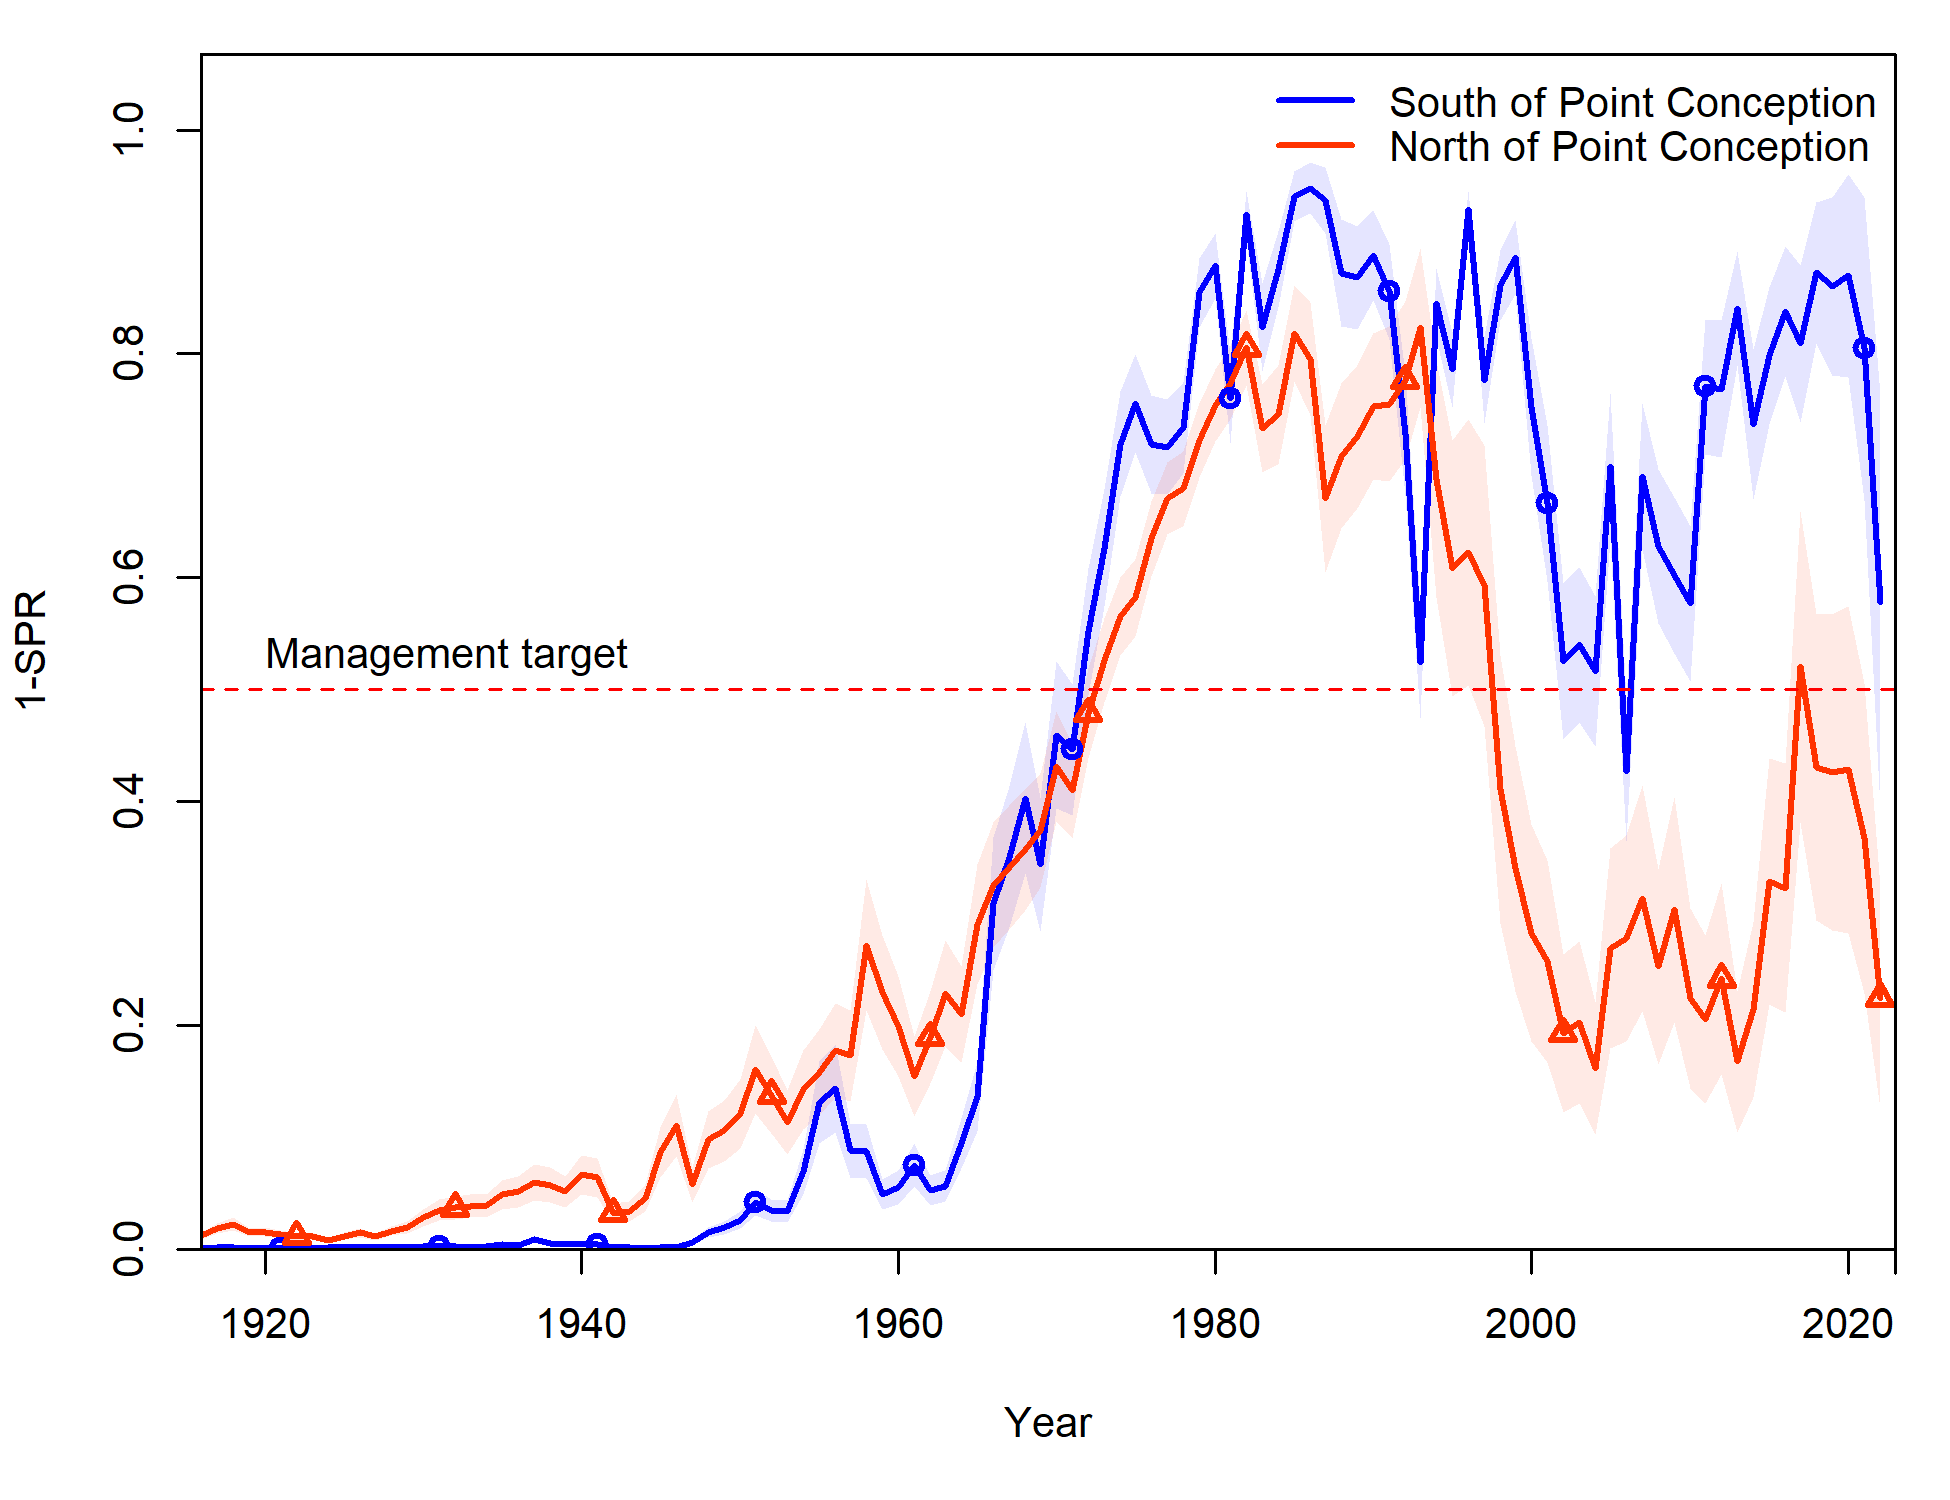 South of Point Conception
North of Point Conception
1.0
0.8
0.6
0.4
0.2
0.0
1-SPR
Management target
1920 1940 1960 1980 2000 2020
Year